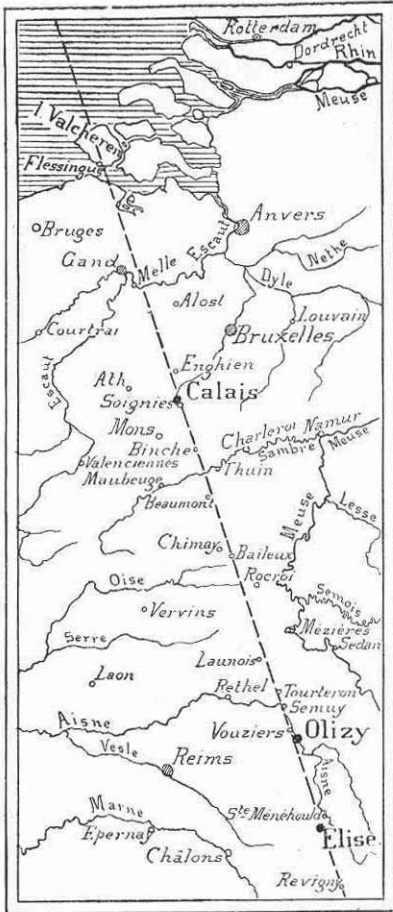 Rotterdam
Dordrecht
Rhin
Meuse
I. Valcheren
Flessingue
Anvers
Bruges
Escaut
Nethe
Gand
Melle
Dyle
Alost
Louvain
Courtrai
Bruxelles
Escaut
Enghien
Ath
Calais
Soignies
Mons
Charleroi
Namur
Binche
Sambre
Meuse
Valenciennes
Thuin
Maubeuge
Beaumont
Meuse
Lesse
Chimay
Baileux
Oise
Rocroi
Semois
Vervins
Mézières
Serre
Sedan
Launois
Laon
Rethel
Tourteron
Semuy
Aisne
Vouziers
Olizy
Vesle
Reims
Aisne
Marne
Ste Ménéhould
Epernay
Elise
Châlons
Revigny